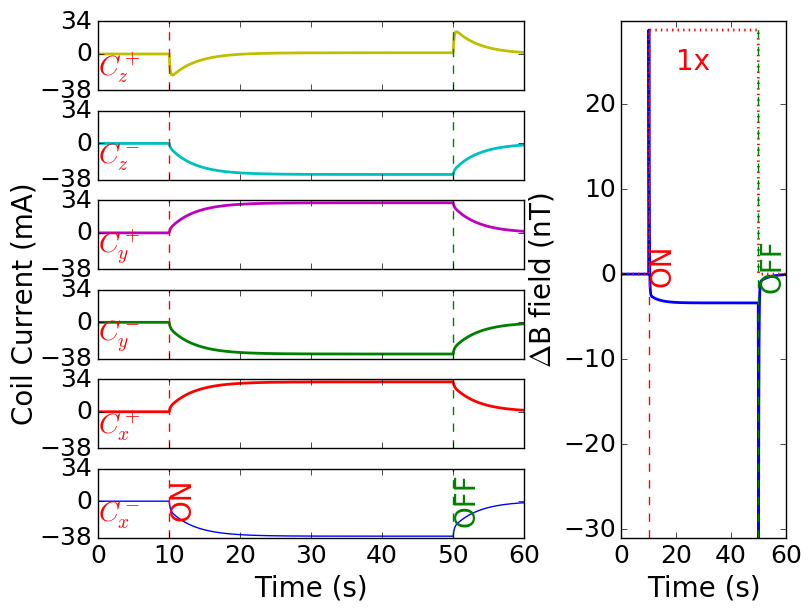 Coil Current (mA)
34
0
−38
C_z^+
34
0
−38
C_z^-
34
0
−38
C_y^+
34
0
−38
C_y^-
34
0
−38
C_x^+
34
0
−38
C_x^-
ON
OFF
0 10 20 30 40 50 60
Time (s)
ΔB field (nT)
20
10
0
−10
−20
−30
1x
ON
OFF
0 20 40 60
Time (s)